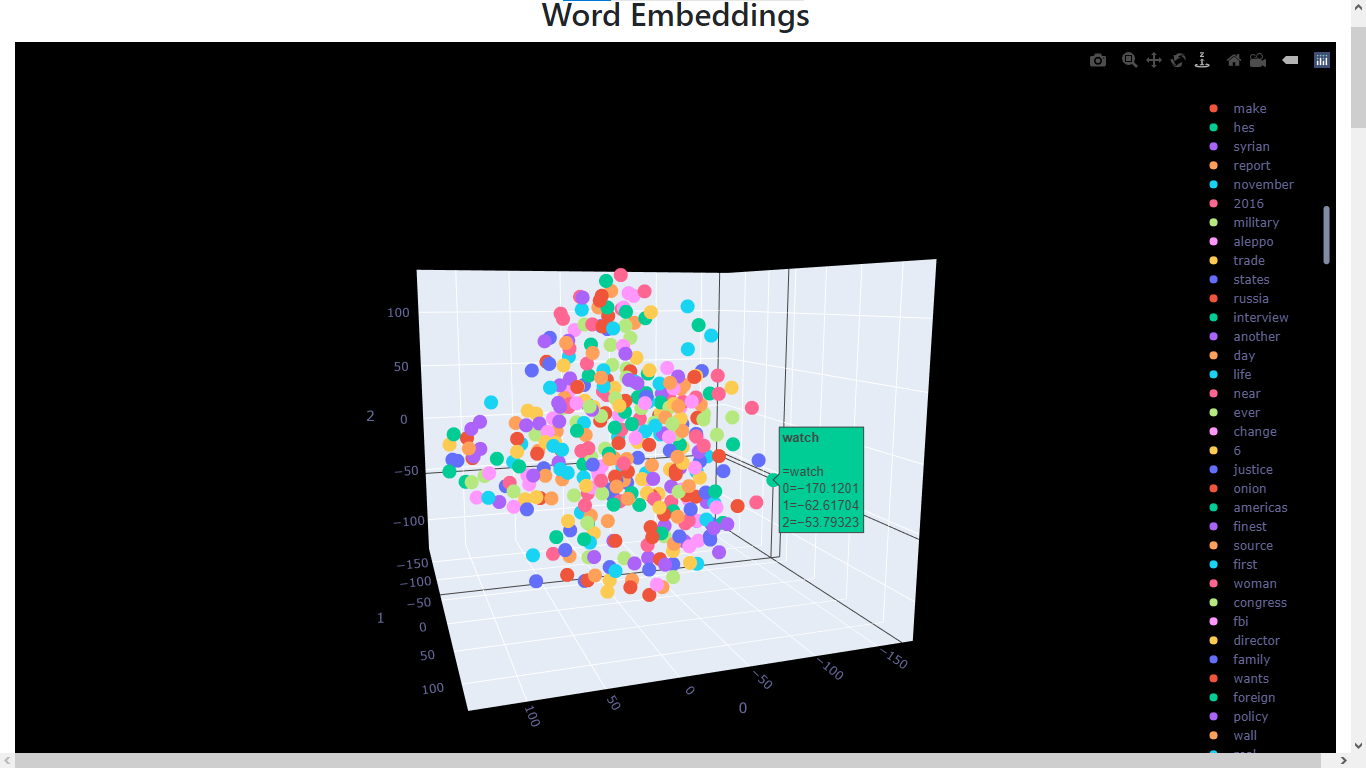 Word Embeddings
make
hes
syrian
report
november
2016
military
aleppo
trade
states
russia
interview
another
day
life
near
ever
change
6
justice
onion
americas
finest
source
first
woman
congress
fbi
director
family
wants
foreign
policy
wall
100
50
0
−50
−100
2
−150
−100
−50
0
50
100
1
100
50
0
−50
−100
−150
0
watch
=watch
0=−170.1201
1=−62.61704
2=−53.79323